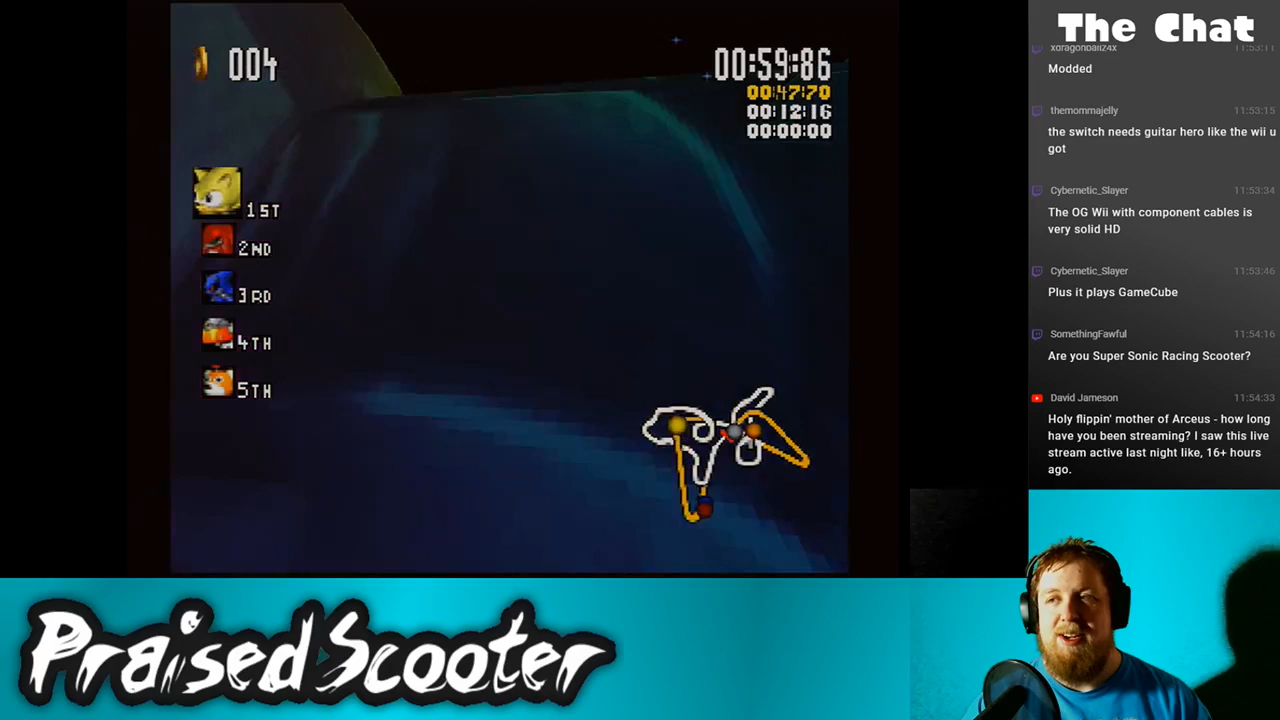 004
00:59:86
00:47:70
00:12:16
00:00:00
1ST
2ND
3RD
4TH
5TH
The Chat
xdragonballz4x 11:53:11
Modded
themommajelly 11:53:15
the switch needs guitar hero like the wii u
got
Cybernetic_Slayer 11:53:34
The OG Wii with component cables is
very solid HD
Cybernetic_Slayer 11:53:46
Plus it plays GameCube
SomethingFawful 11:54:16
Are you Super Sonic Racing Scooter?
David Jameson 11:54:33
Holy flippin' mother of Arceus - how long
have you been streaming? I saw this live
stream active last night like, 16+ hours
ago.
PraisedScooter